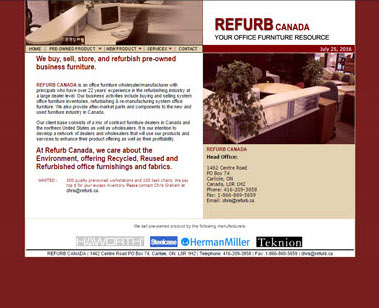 REFURB CANADA
YOUR OFFICE FURNITURE RESOURCE
HOME | PRE-OWNED PRODUCT | NEW PRODUCT | SERVICES | CONTACT
July 25, 2016
We buy, sell, store, and refurbish pre-owned
business furniture.
REFURB CANADA is an office furniture wholesaler/manufacturer with
principals who have over 22 years' experience in the refurbishing industry at
a large dealer level. Our business activities include buying and selling system
office furniture inventories, refurbishing & re-manufacturing system office
furniture. We also provide after-market parts and components to the new and
used furniture industry in Canada.
Our client base consists of a mix of contract furniture dealers in Canada and
the northern United States as well as wholesalers. It is our intention to
develop a network of dealers and wholesalers that will use our products and
services to enhance their product offering as well as their profitability.
At Refurb Canada, we care about the
Environment, offering Recycled, Reused and
Refurbished office furnishings and fabrics.
WANTED - 300 quality pre-owned workstations and 100 task chairs. We pay
top $ for your excess inventory. Please contact Chris Graham at
chris@refurb.ca
REFURB CANADA
Head Office:
1462 Centre Road
PO Box 74
Carlisle, ON
Canada, L0R 1H2
Phone: 416-209-3858
Fax: 1-866-869-5659
Email: chris@refurb.ca
We sell pre-owned product by the following manufacturers
HAWORTH Steelcase HermanMiller Teknion
REFURB CANADA | 1462 Centre Road PO Box 74, Carlisle, ON. L0R 1H2 | Telephone: 416-209-3858 | Fax: 1-866-869-5659 | chris@refurb.ca